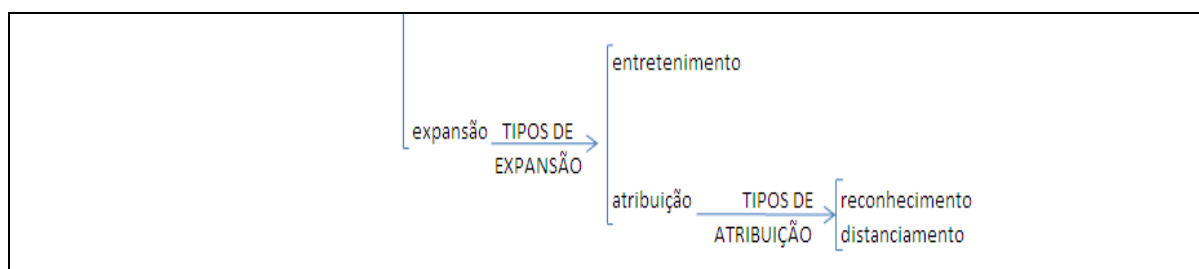 entretenimento
expansão TIPOS DE
EXPANSÃO
atribuição TIPOS DE reconhecimento
ATRIBUIÇÃO distanciamento